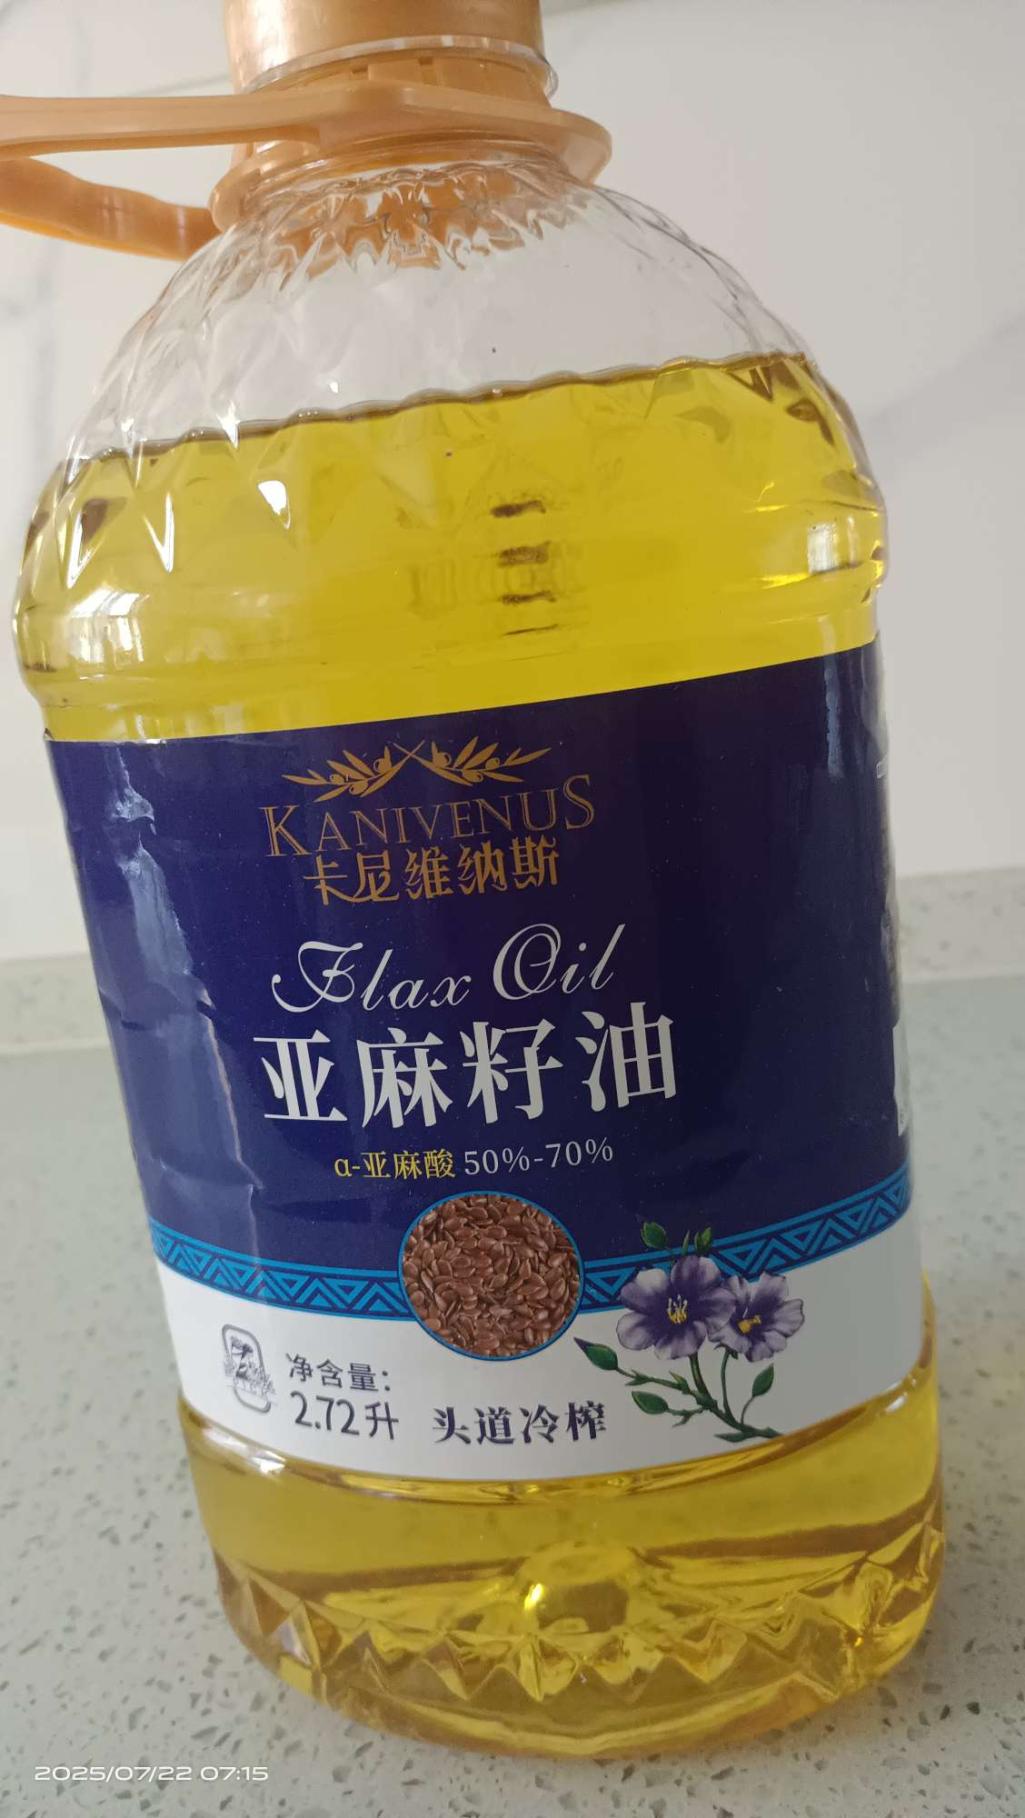 KANIVENUS
卡尼维纳斯
Flax Oil
亚麻籽油
α-亚麻酸 50%-70%
净含量：
2.72升 头道冷榨
2025/07/22 07:15